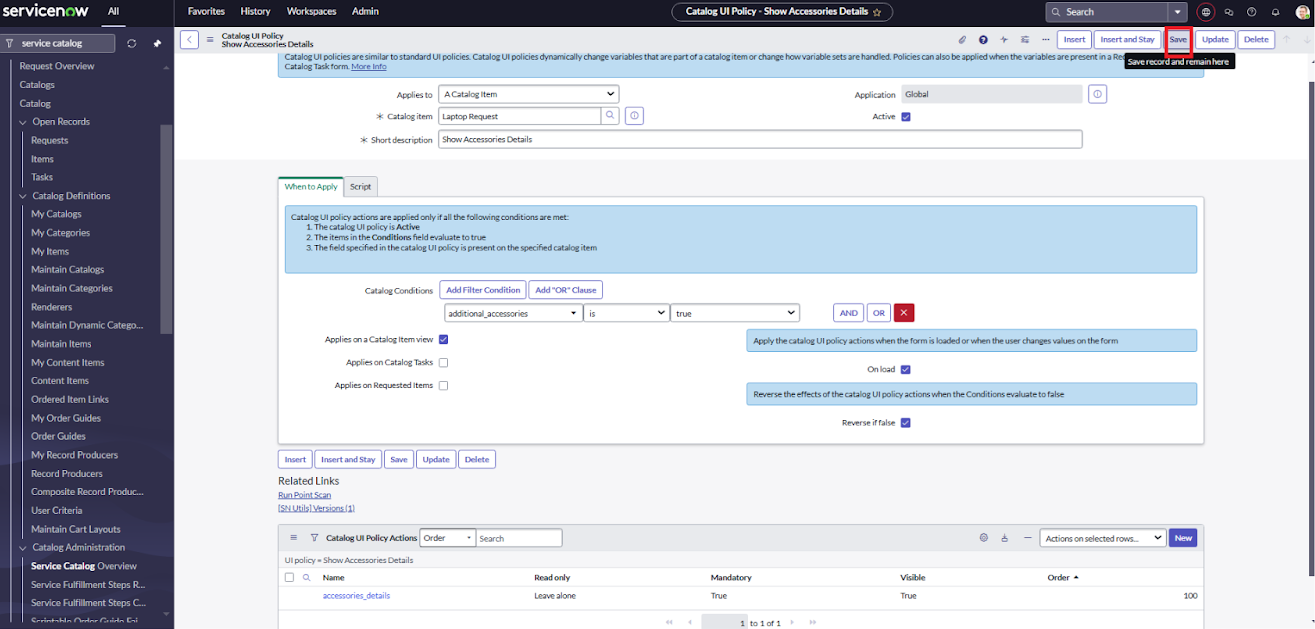 servicenow All Favorites History Workspaces Admin Catalog UI Policy - Show Accessories Details Search
service catalog
Request Overview
Catalogs
Catalog
Open Records
Requests
Items
Tasks
Catalog Definitions
My Catalogs
My Categories
My Items
Maintain Catalogs
Maintain Categories
Renderers
Maintain Dynamic Catego...
Maintain Items
My Content Items
Content Items
Ordered Item Links
My Order Guides
Order Guides
My Record Producers
Record Producers
Composite Record Produc...
User Criteria
Maintain Cart Layouts
Catalog Administration
Service Catalog Overview
Service Fulfillment Steps R...
Service Fulfillment Steps C...
Scriptable Order Guide Fai...
Catalog UI Policy
Show Accessories Details
Insert Insert and Stay Save Update Delete
Save record and remain here
Catalog UI policies are similar to standard UI policies. Catalog UI policies dynamically change variables that are part of a catalog item or change how variable sets are handled. Policies can also be applied when the variables are present in a Re
Catalog Task form. More Info
Applies to A Catalog Item Application Global
Catalog item Laptop Request Active
Short description Show Accessories Details
When to Apply Script
Catalog UI policy actions are applied only if all the following conditions are met:
1. The catalog UI policy is Active
2. The items in the Conditions field evaluate to true
3. The field specified in the catalog UI policy is present on the specified catalog item
Catalog Conditions Add Filter Condition Add "OR" Clause
additional_accessories is true AND OR X
Applies on a Catalog Item view Apply the catalog UI policy actions when the form is loaded or when the user changes values on the form
Applies on Catalog Tasks On load
Applies on Requested Items Reverse the effects of the catalog UI policy actions when the Conditions evaluate to false
Reverse if false
Insert Insert and Stay Save Update Delete
Related Links
Run Point Scan
[SN Utils] Versions (1)
Catalog UI Policy Actions Order Search Actions on selected rows... New
UI policy = Show Accessories Details
Name Read only Mandatory Visible Order
accessories_details Leave alone True True 100
1 to 1 of 1